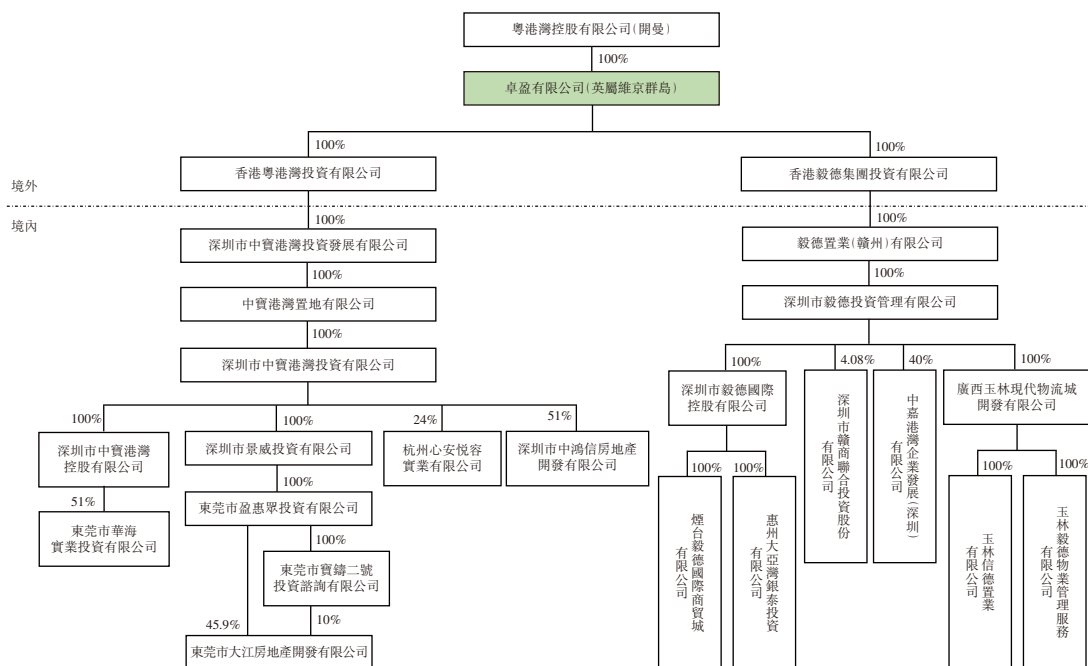 粵港灣控股有限公司(開曼)
100%
卓盈有限公司(英屬維京群島)
100%
100%
香港粵港灣投資有限公司
香港毅德集團投資有限公司
境外
境內
100%
100%
深圳市中寶港灣投資發展有限公司
毅德置業(贛州)有限公司
100%
100%
中寶港灣置地有限公司
深圳市毅德投資管理有限公司
100%
深圳市中寶港灣投資有限公司
100%
4.08%
40%
100%
深圳市毅德國際
控股有限公司
深圳市贛商聯合投資股份
有限公司
中嘉港灣企業發展(深圳)
有限公司
廣西玉林現代物流城
開發有限公司
100%
100%
24%
51%
深圳市中寶港灣
控股有限公司
深圳市景威投資有限公司
杭州心安悅容
實業有限公司
深圳市中鴻信房地產
開發有限公司
100%
100%
100%
100%
51%
100%
東莞市華海
實業投資有限公司
東莞市盈惠眾投資有限公司
煙台毅德國際商貿城
有限公司
惠州大亞灣銀泰投資
有限公司
玉林信德置業
有限公司
玉林毅德物業管理服務
有限公司
100%
東莞市寶鑄二號
投資諮詢有限公司
45.9%
10%
東莞市大江房地產開發有限公司